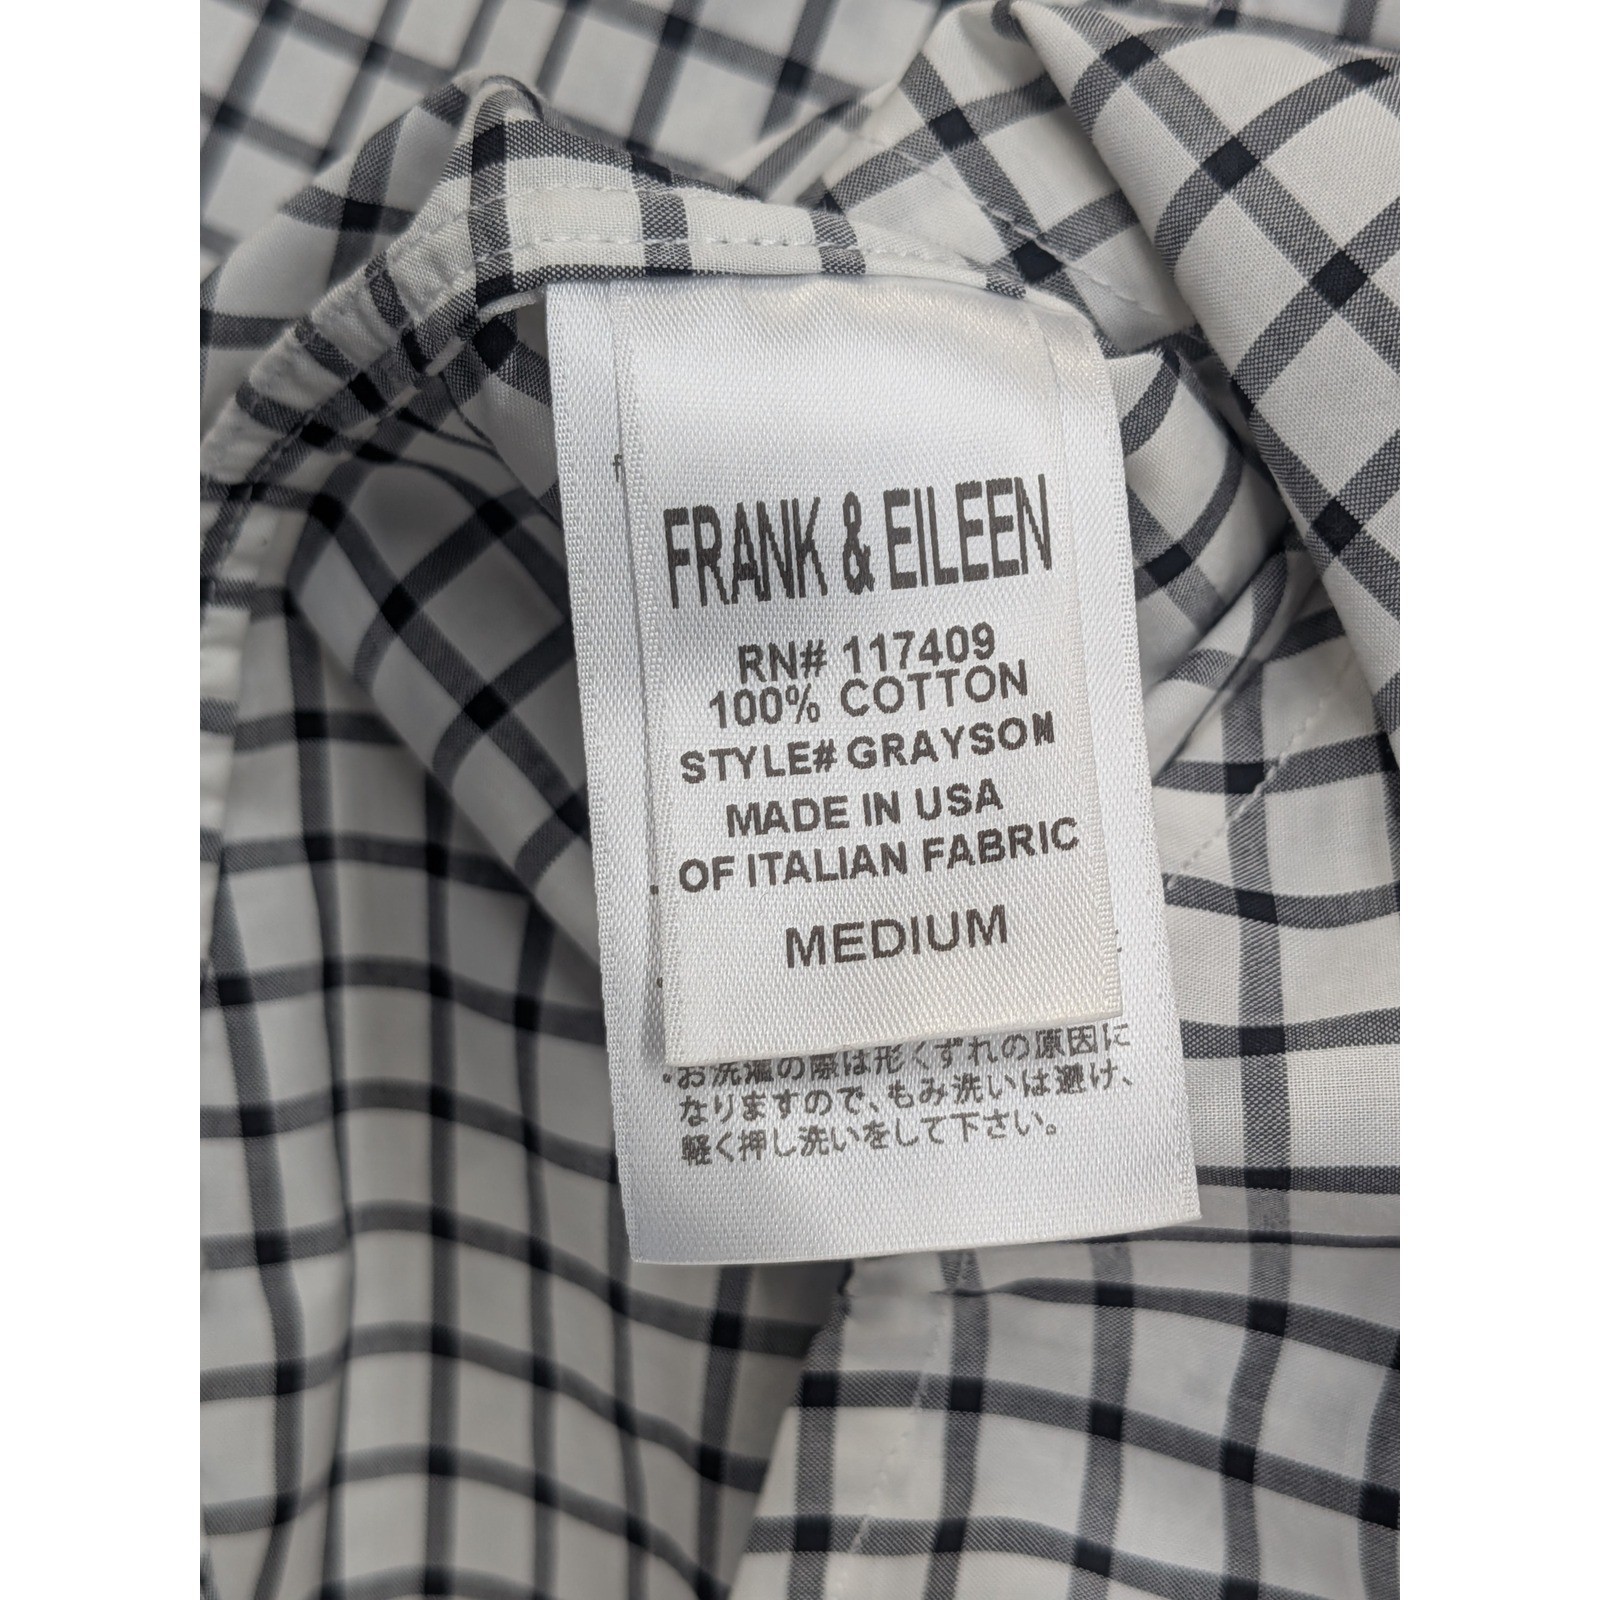 FRANK & EILEEN
RN# 117409
100% COTTON
STYLE# GRAYSON
MADE IN USA
OF ITALIAN FABRIC
MEDIUM
お洗濯の際は形くずれの原因に
なりますので、もみ洗いは避け、
軽く押し洗いをして下さい。